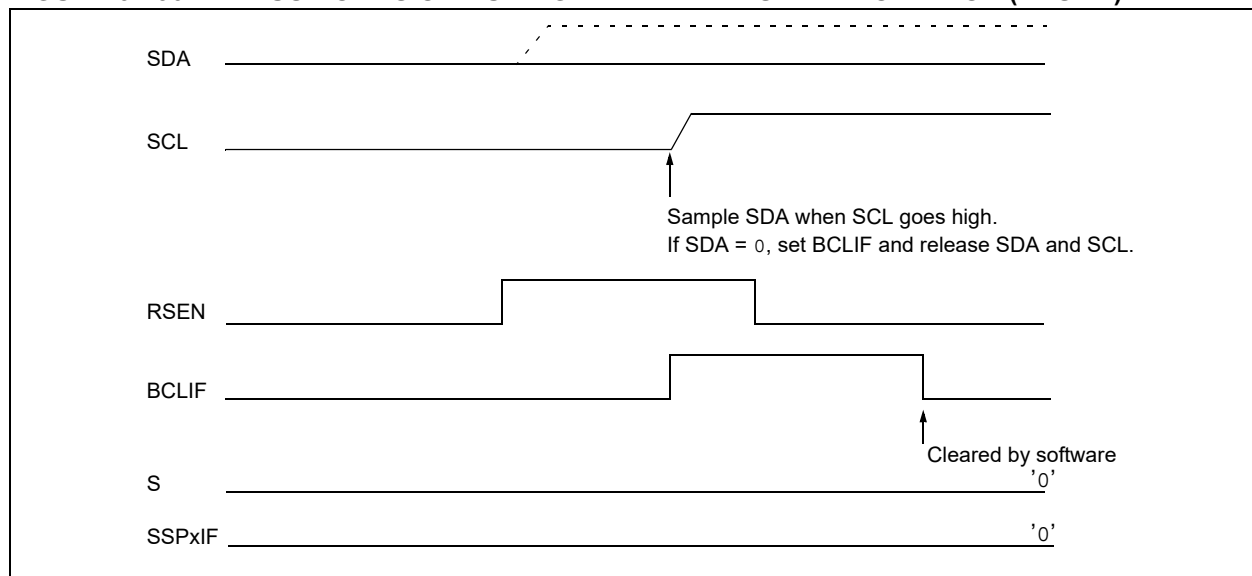 SDA
SCL
Sample SDA when SCL goes high.
If SDA = 0, set BCLIF and release SDA and SCL.
RSEN
BCLIF
Cleared by software
S
'0'
SSPxIF
'0'